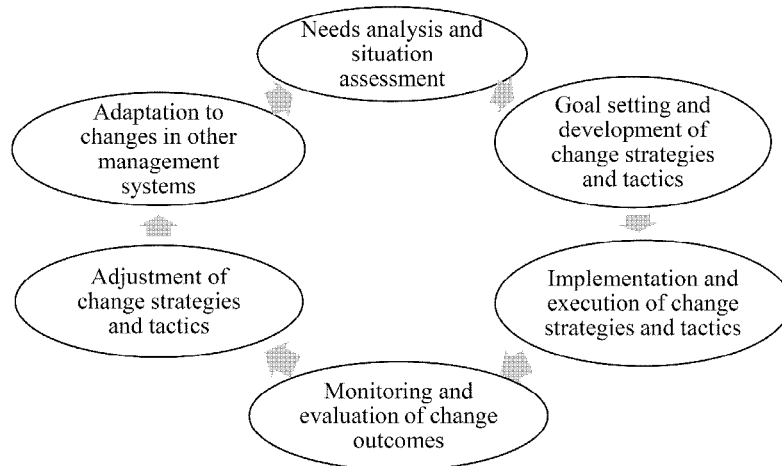 Needs analysis and
situation
assessment
Goal setting and
development of
change strategies
and tactics
Implementation and
execution of change
strategies and tactics
Monitoring and
evaluation of change
outcomes
Adjustment of
change strategies
and tactics
Adaptation to
changes in other
management
systems